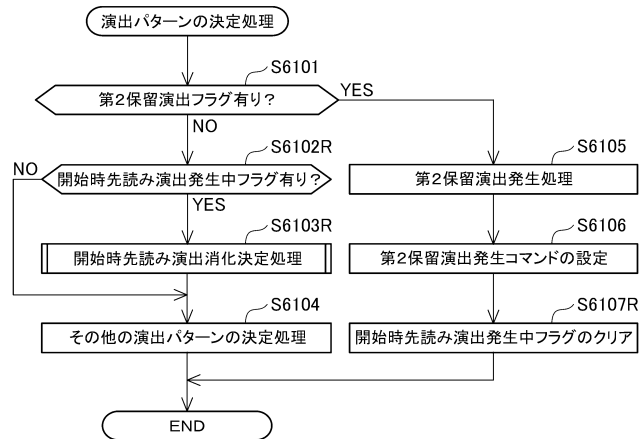 演出パターンの決定処理
S6101
第2保留演出フラグ有り?
YES
NO
S6102R
NO
開始時先読み演出発生中フラグ有り?
YES
S6105
第2保留演出発生処理
S6103R
開始時先読み演出消化決定処理
S6106
第2保留演出発生コマンドの設定
S6104
その他の演出パターンの決定処理
S6107R
開始時先読み演出発生中フラグのクリア
END